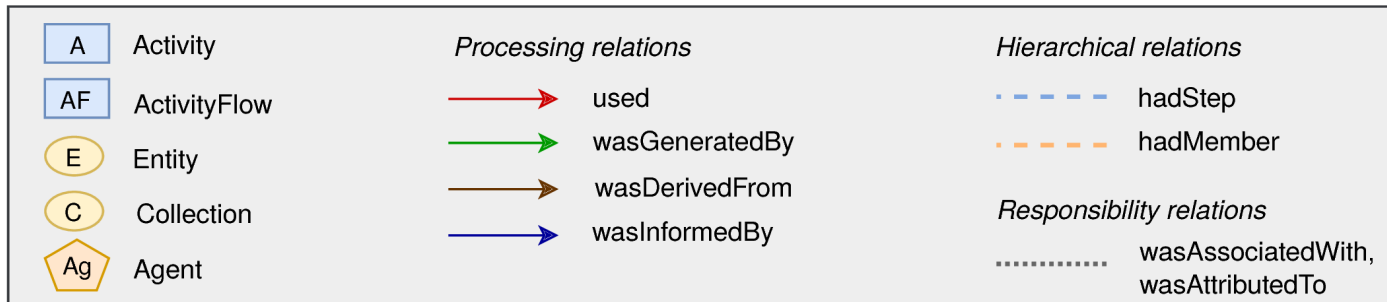 A Activity
AF ActivityFlow
E Entity
C Collection
Ag Agent
Processing relations
used
wasGeneratedBy
wasDerivedFrom
wasInformedBy
Hierarchical relations
hadStep
hadMember
Responsibility relations
wasAssociatedWith,
wasAttributedTo